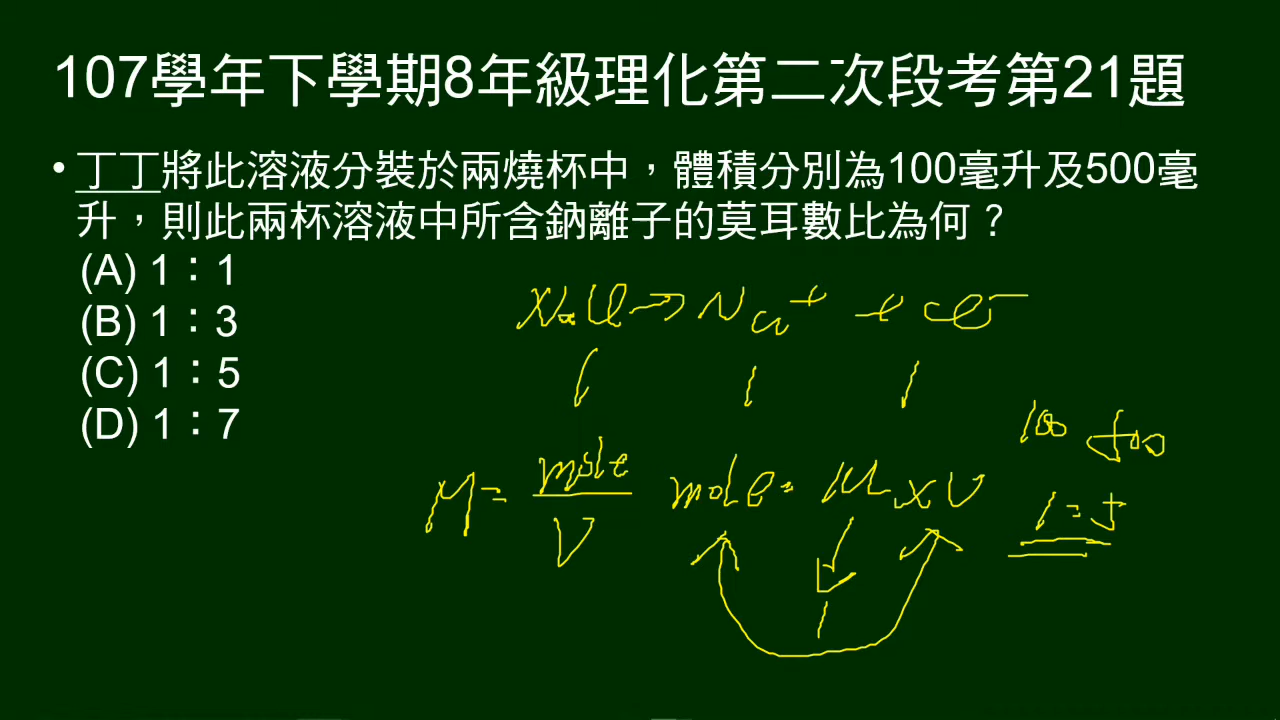 107學年下學期8年級理化第二次段考第21題
• 丁丁將此溶液分裝於兩燒杯中，體積分別為100毫升及500毫
升，則此兩杯溶液中所含鈉離子的莫耳數比為何？
(A) 1：1
(B) 1：3
(C) 1：5
(D) 1：7
NaCl → Na⁺ + Cl⁻
1 1 1
100 500
M = mole / V mole = M x V
1 : 5
1